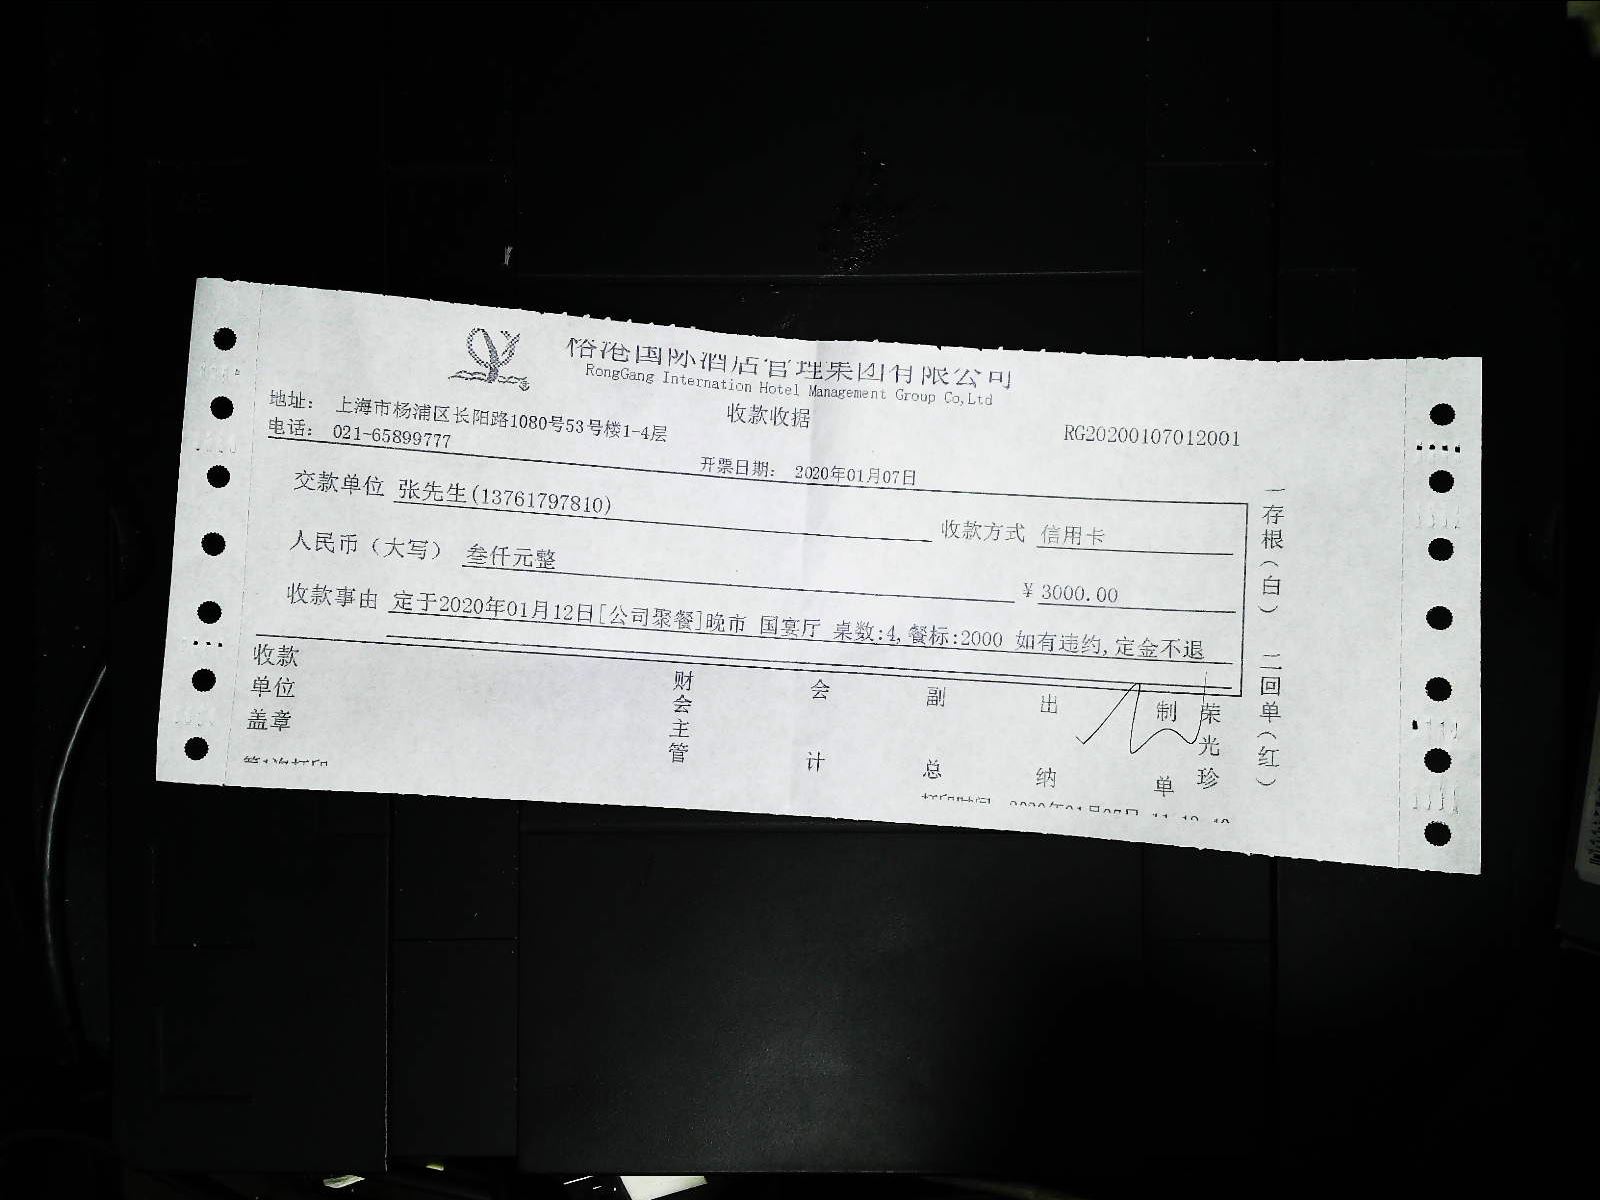 国际酒店管理集团有限公司
RongGang Internation Hotel Management Group Co,Ltd
地址： 上海市杨浦区长阳路1080号53号楼1-4层
收款收据
电话： 021-65899777
RG20200107012001
开票日期： 2020年01月07日
交款单位 张先生(13761797810)
收款方式 信用卡
人民币（大写） 叁仟元整
￥3000.00
收款事由 定于2020年01月12日[公司聚餐]晚市 国宴厅 桌数:4,餐标:2000 如有违约,定金不退
收款单位盖章
财会主管
会计
副总
出纳
制单
荣光珍
一存根（白） 二回单（红）